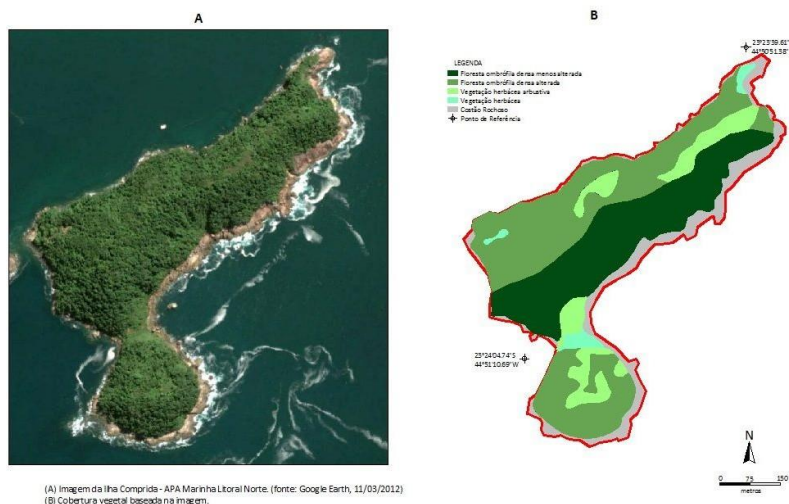 A
B
23°23'39.61"
44°50'51.38"
LEGENDA
Floresta ombrófila densa menos alterada
Floresta ombrófila densa alterada
Vegetação herbácea arbustiva
Vegetação herbácea
Costão Rochoso
Ponto de Referência
23°24'04.74"S
44°51'10.69"W
N
0 75 150
metros
(A) Imagem da Ilha Comprida - APA Marinha Litoral Norte. (fonte: Google Earth, 11/03/2012)
(B) Cobertura vegetal baseada na imagem.